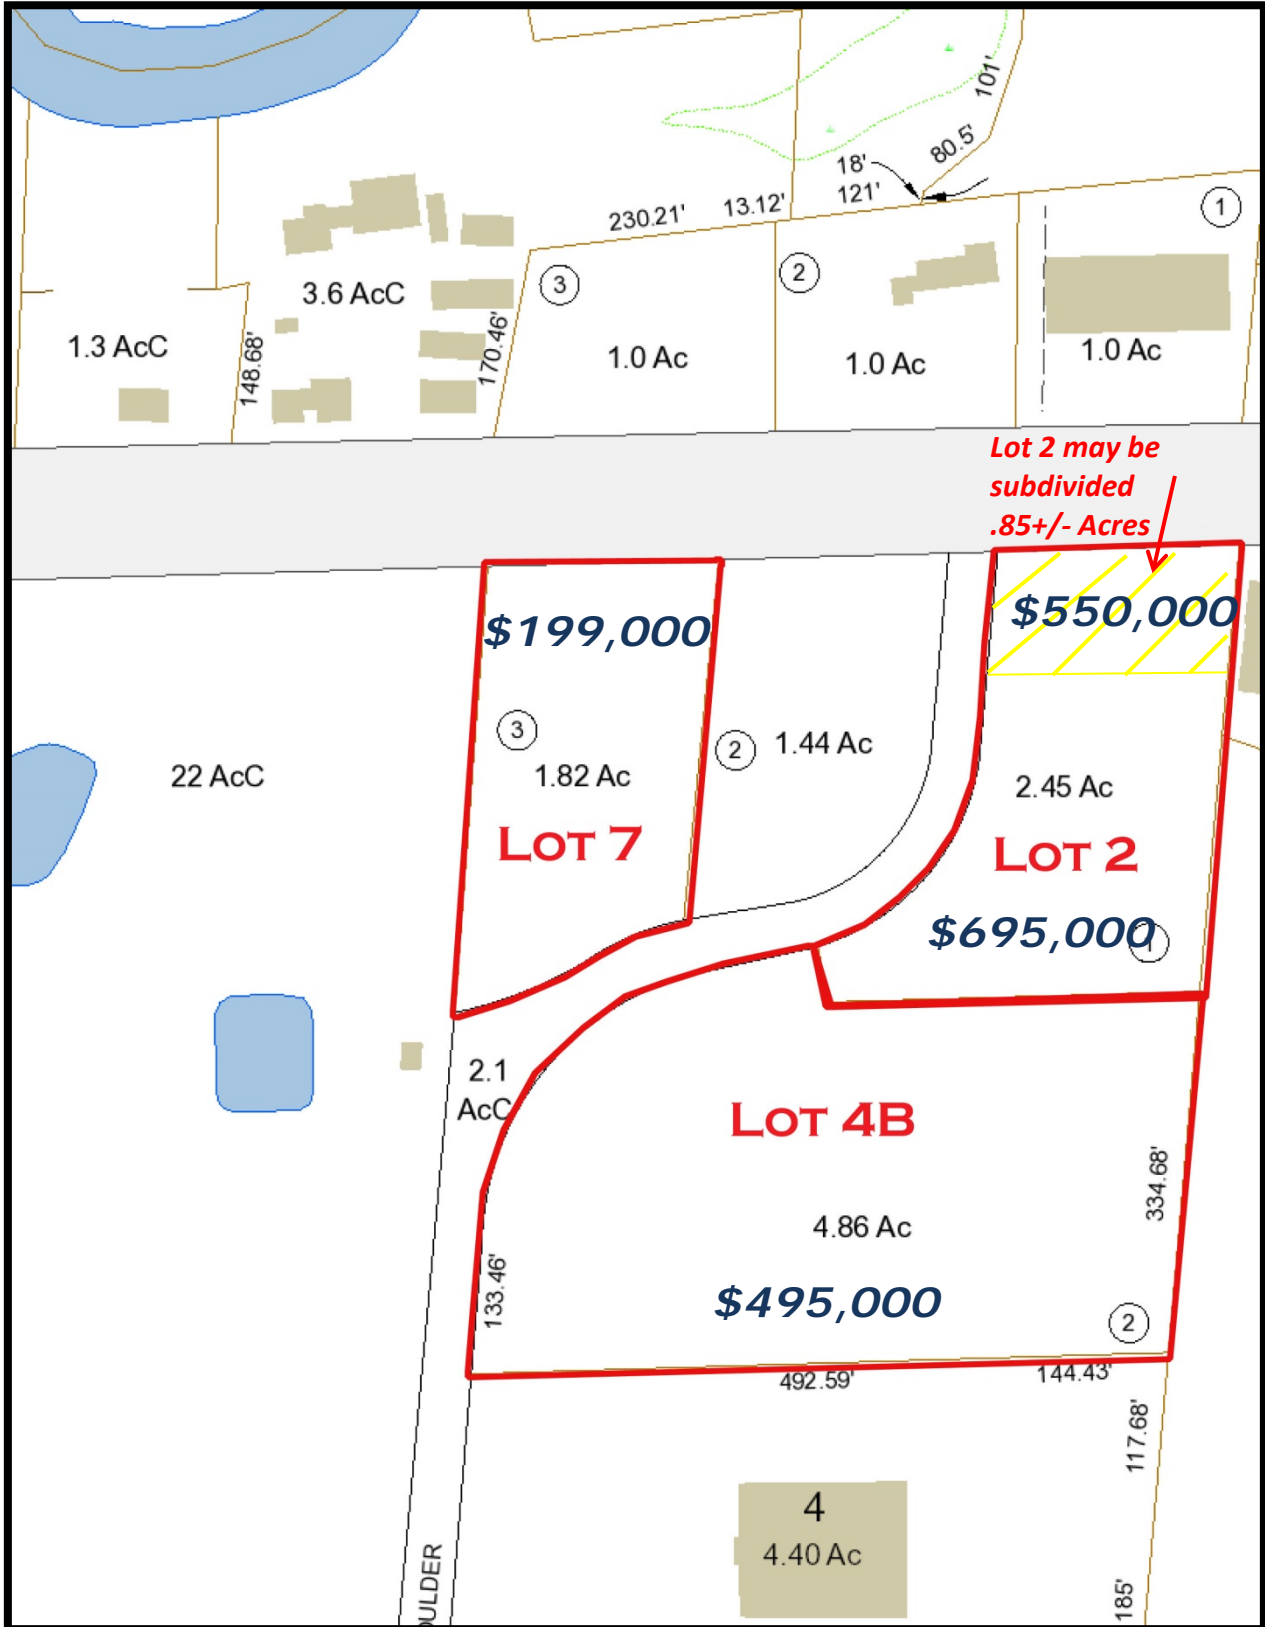 101'
80.5'
18'
121'
13.12'
230.21'
1
2
3
3.6 AcC
1.3 AcC
148.68'
170.46'
1.0 Ac
1.0 Ac
1.0 Ac
Lot 2 may be
subdivided
.85+/- Acres
$199,000
$550,000
3
2
1.44 Ac
22 AcC
1.82 Ac
2.45 Ac
LOT 7
LOT 2
$695,000
1
2.1
AcC
LOT 4B
334.68'
4.86 Ac
133.46'
$495,000
2
492.59'
144.43'
117.68'
4
4.40 Ac
OULDER
185'